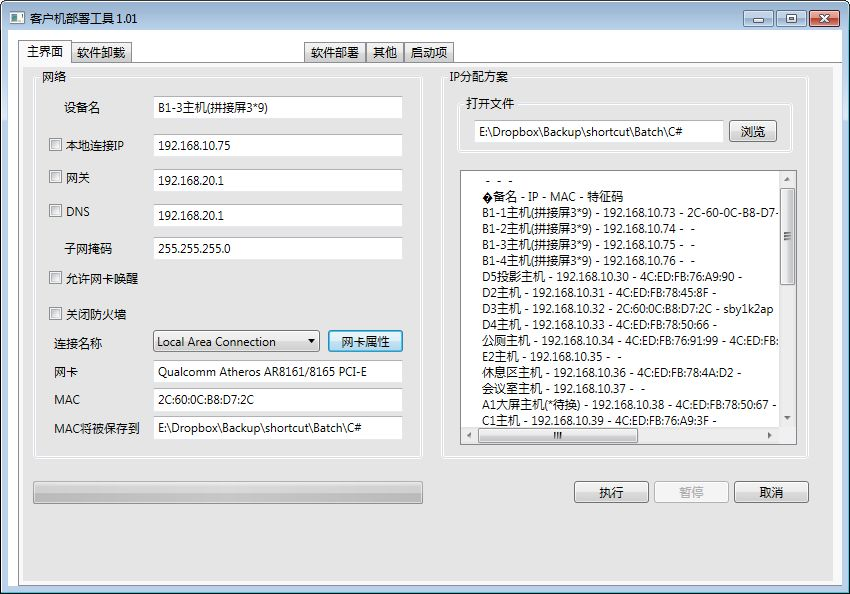 客户机部署工具 1.01
主界面 软件卸载 软件部署 其他 启动项
网络
设备名 B1-3主机(拼接屏3*9)
本地连接IP 192.168.10.75
网关 192.168.20.1
DNS 192.168.20.1
子网掩码 255.255.255.0
允许网卡唤醒
关闭防火墙
连接名称 Local Area Connection 网卡属性
网卡 Qualcomm Atheros AR8161/8165 PCI-E
MAC 2C:60:0C:B8:D7:2C
MAC将被保存到 E:\Dropbox\Backup\shortcut\Batch\C#
IP分配方案
打开文件
E:\Dropbox\Backup\shortcut\Batch\C# 浏览
- - -
�备名 - IP - MAC - 特征码
B1-1主机(拼接屏3*9) - 192.168.10.73 - 2C-60-0C-B8-D7-
B1-2主机(拼接屏3*9) - 192.168.10.74 - -
B1-3主机(拼接屏3*9) - 192.168.10.75 - -
B1-4主机(拼接屏3*9) - 192.168.10.76 - -
D5投影主机 - 192.168.10.30 - 4C:ED:FB:76:A9:90 -
D2主机 - 192.168.10.31 - 4C:ED:FB:78:45:8F -
D3主机 - 192.168.10.32 - 2C:60:0C:B8:D7:2C - sby1k2ap
D4主机 - 192.168.10.33 - 4C:ED:FB:78:50:66 -
公厕主机 - 192.168.10.34 - 4C:ED:FB:76:91:99 - 4C:ED:FB:
E2主机 - 192.168.10.35 - -
休息区主机 - 192.168.10.36 - 4C:ED:FB:78:4A:D2 -
会议室主机 - 192.168.10.37 - -
A1大屏主机(*待换) - 192.168.10.38 - 4C:ED:FB:78:50:67 -
C1主机 - 192.168.10.39 - 4C:ED:FB:76:A9:3F -
执行 暂停 取消